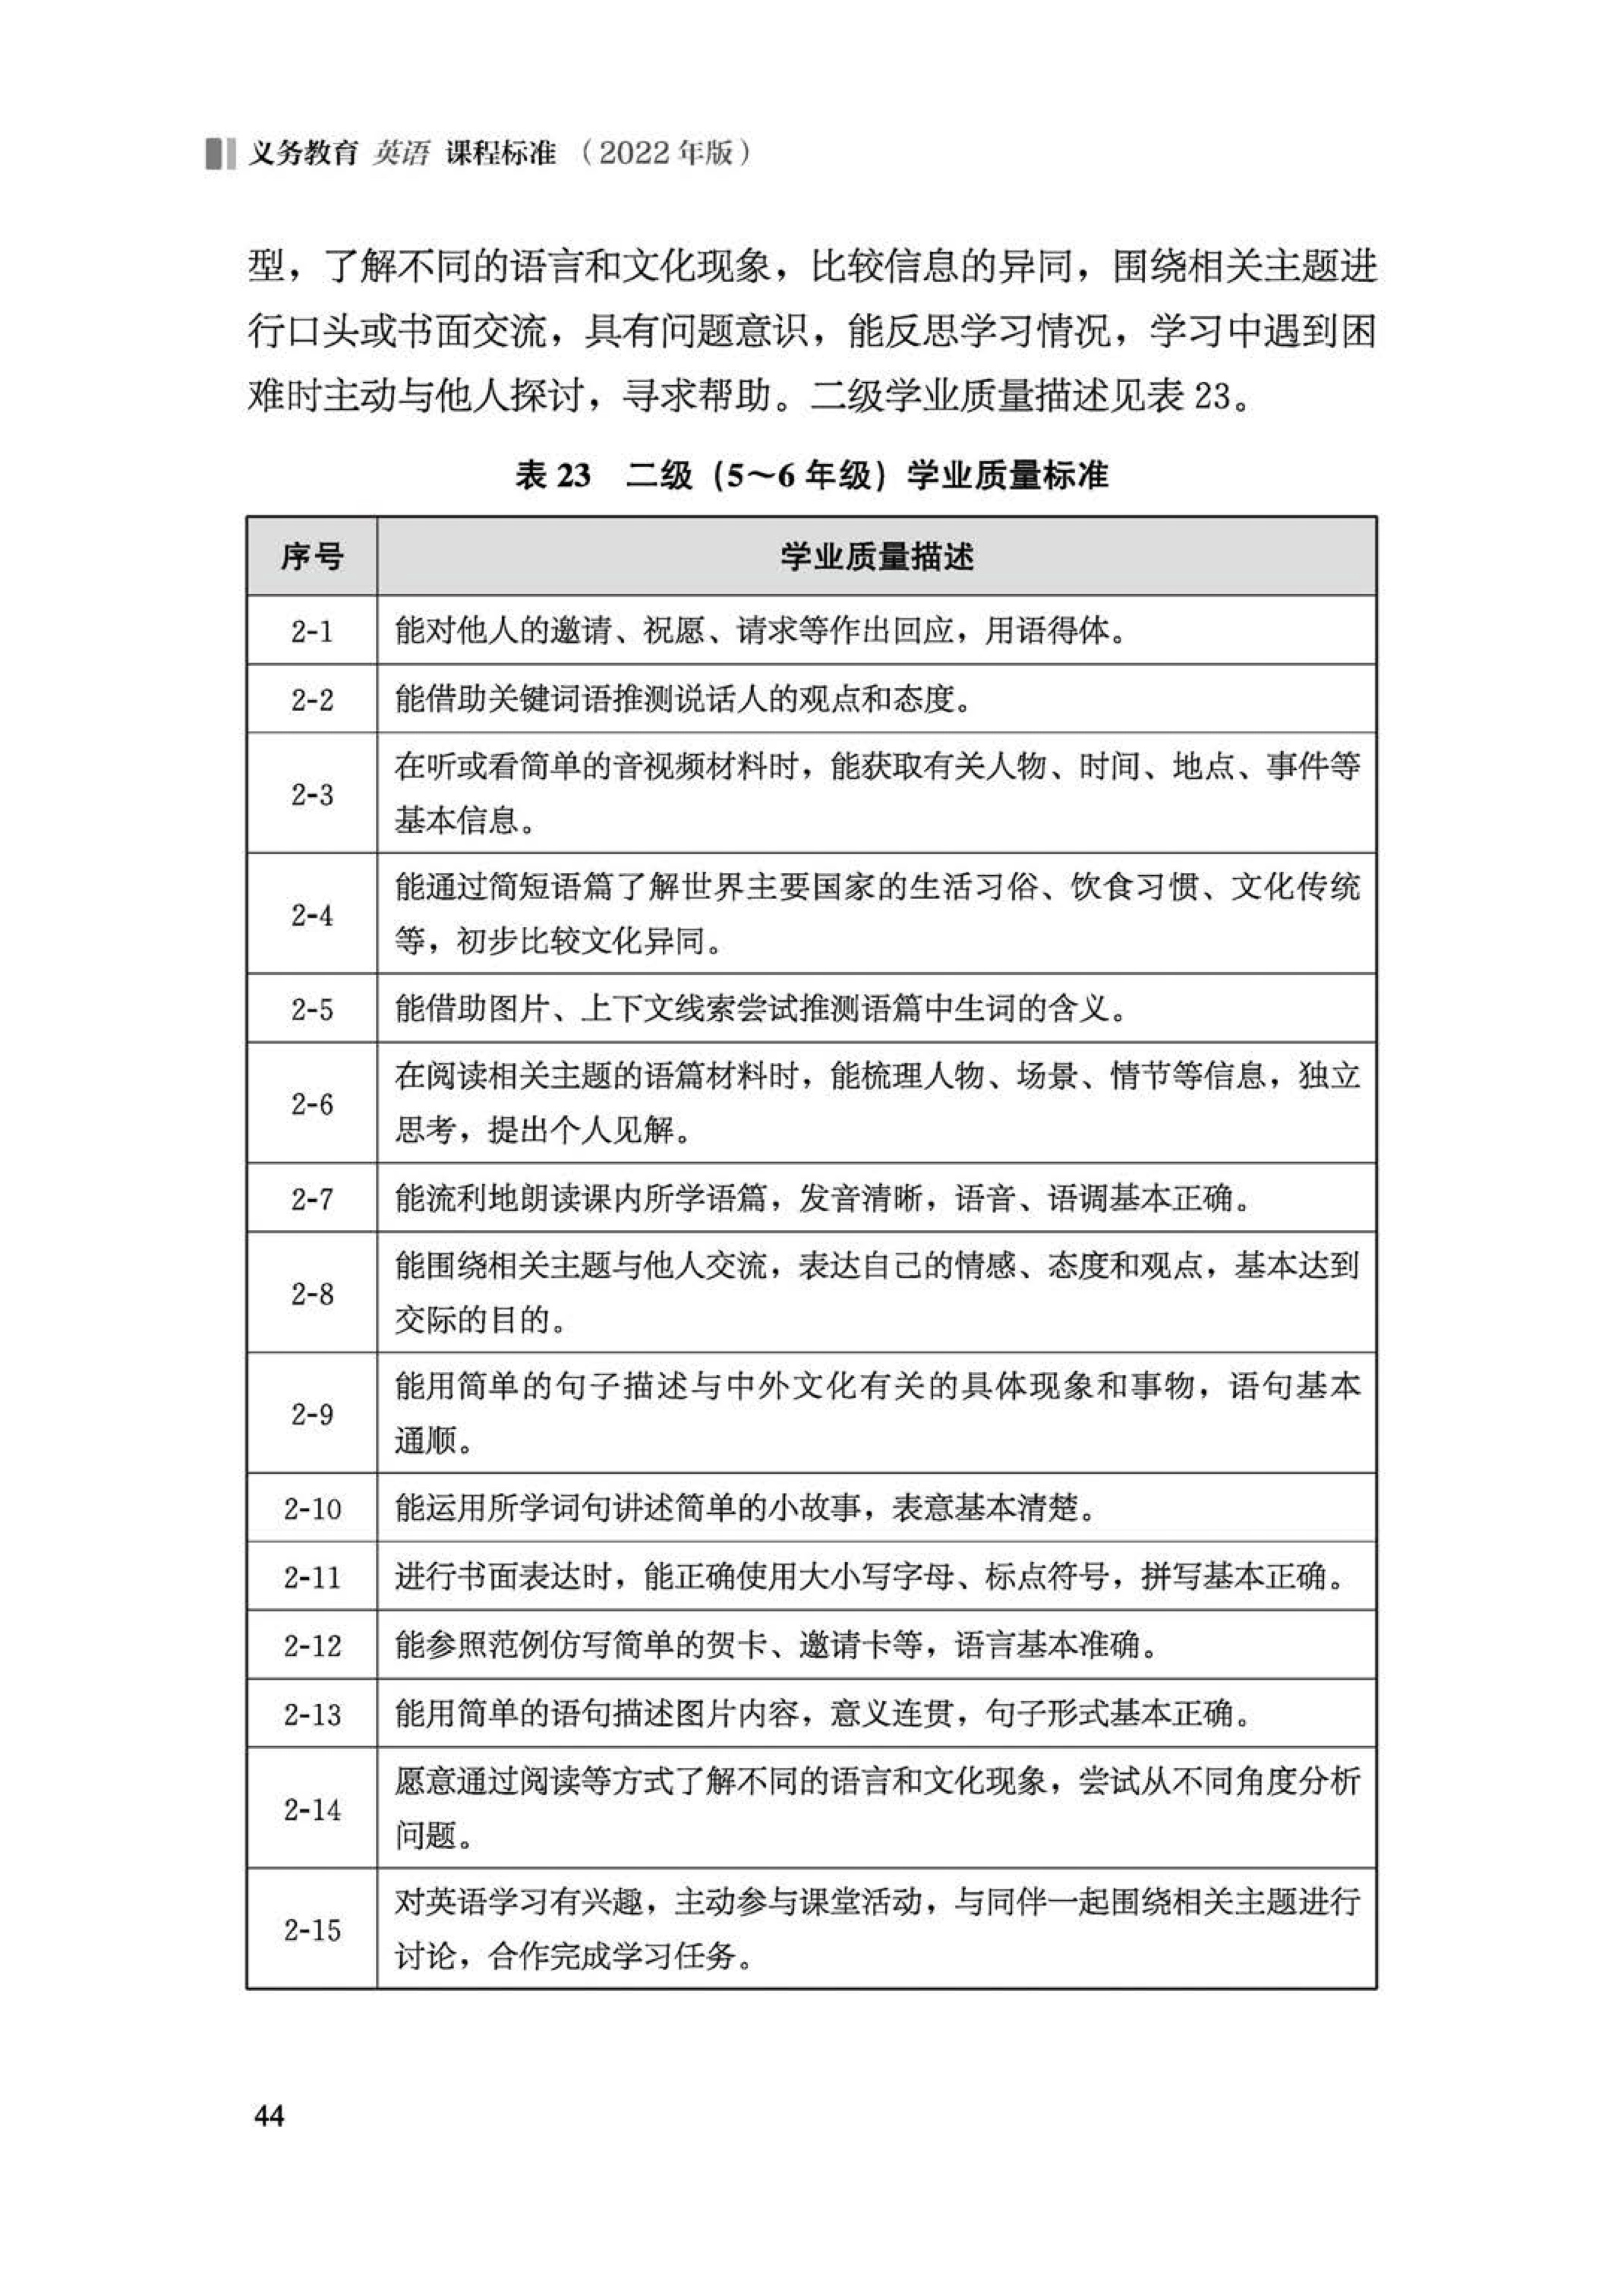 义务教育 英语 课程标准（2022年版）
型，了解不同的语言和文化现象，比较信息的异同，围绕相关主题进
行口头或书面交流，具有问题意识，能反思学习情况，学习中遇到困
难时主动与他人探讨，寻求帮助。二级学业质量描述见表 23。
表 23 二级（5～6 年级）学业质量标准
序号 学业质量描述
2-1 能对他人的邀请、祝愿、请求等作出回应，用语得体。
2-2 能借助关键词语推测说话人的观点和态度。
2-3 在听或看简单的音视频材料时，能获取有关人物、时间、地点、事件等
基本信息。
2-4 能通过简短语篇了解世界主要国家的生活习俗、饮食习惯、文化传统
等，初步比较文化异同。
2-5 能借助图片、上下文线索尝试推测语篇中生词的含义。
2-6 在阅读相关主题的语篇材料时，能梳理人物、场景、情节等信息，独立
思考，提出个人见解。
2-7 能流利地朗读课内所学语篇，发音清晰，语音、语调基本正确。
2-8 能围绕相关主题与他人交流，表达自己的情感、态度和观点，基本达到
交际的目的。
2-9 能用简单的句子描述与中外文化有关的具体现象和事物，语句基本
通顺。
2-10 能运用所学词句讲述简单的小故事，表意基本清楚。
2-11 进行书面表达时，能正确使用大小写字母、标点符号，拼写基本正确。
2-12 能参照范例仿写简单的贺卡、邀请卡等，语言基本准确。
2-13 能用简单的语句描述图片内容，意义连贯，句子形式基本正确。
2-14 愿意通过阅读等方式了解不同的语言和文化现象，尝试从不同角度分析
问题。
2-15 对英语学习有兴趣，主动参与课堂活动，与同伴一起围绕相关主题进行
讨论，合作完成学习任务。
44